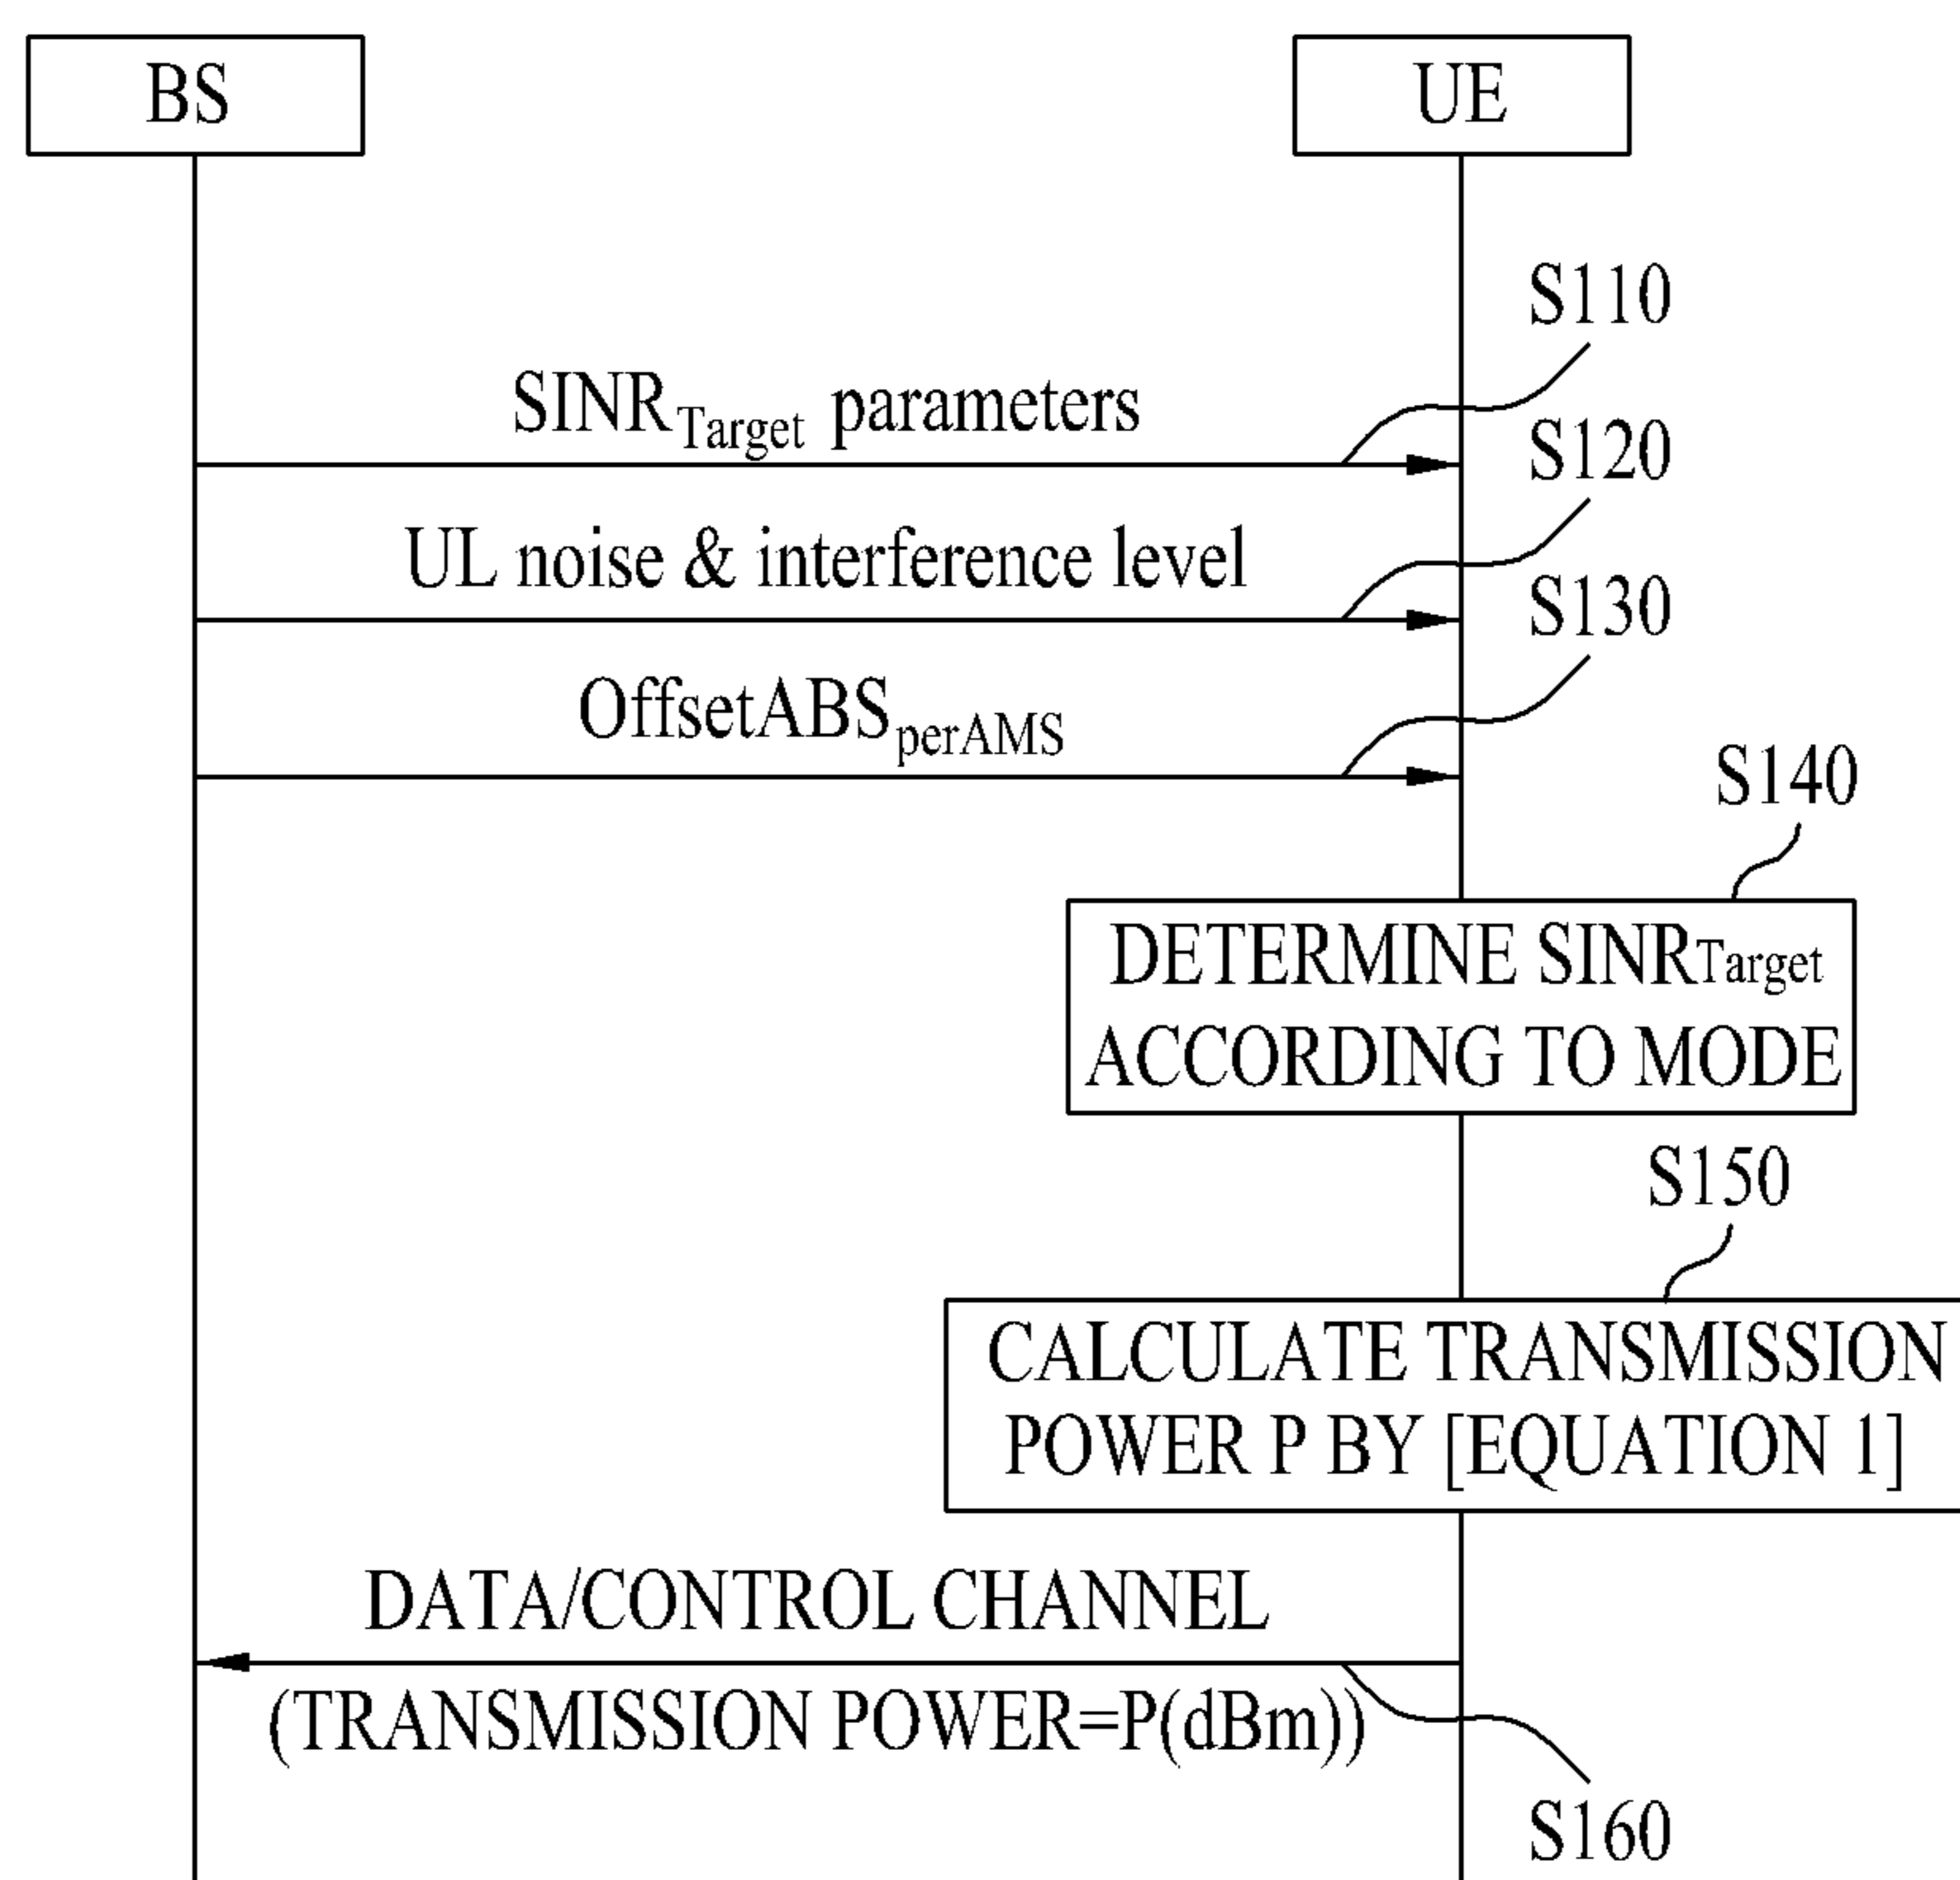 BS
UE
S110
SINRTarget parameters
S120
UL noise & interference level
S130
OffsetABSperAMS
S140
DETERMINE SINRTarget
ACCORDING TO MODE
S150
CALCULATE TRANSMISSION
POWER P BY [EQUATION 1]
DATA/CONTROL CHANNEL
(TRANSMISSION POWER=P(dBm))
S160